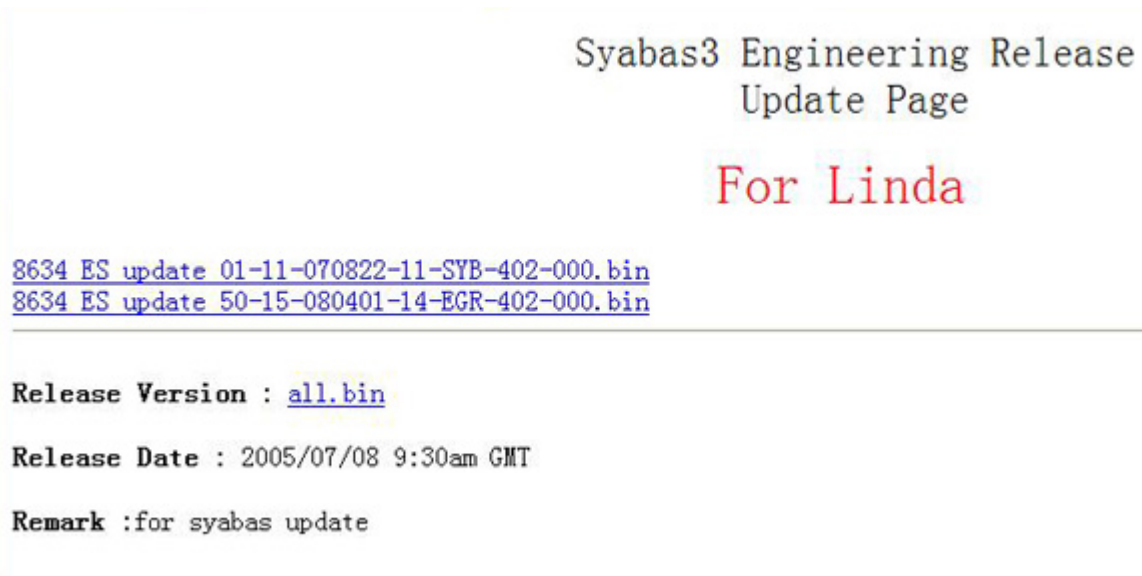 Syabas3 Engineering Release
Update Page
For Linda
8634 ES update 01-11-070822-11-SYB-402-000.bin
8634 ES update 50-15-080401-14-EGR-402-000.bin
Release Version : all.bin
Release Date : 2005/07/08 9:30am GMT
Remark :for syabas update